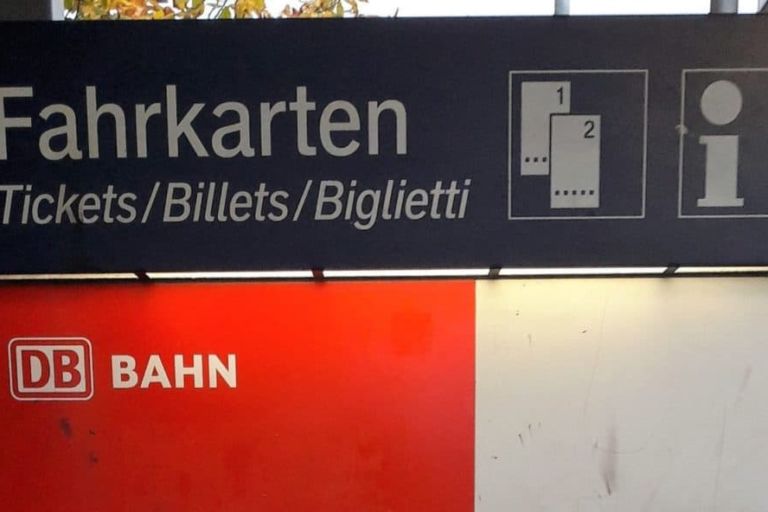 Fahrkarten
Tickets/Billets/Biglietti
1
2
i
DB BAHN